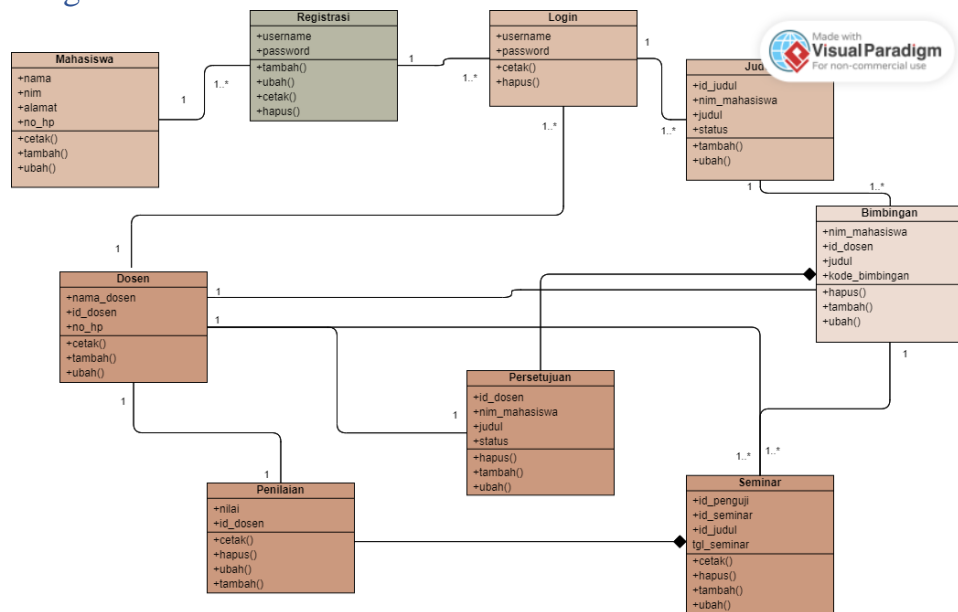 Registrasi
+username
+password
+tambah()
+ubah()
+cetak()
+hapus()
Login
+username
+password
+cetak()
+hapus()
Made with
VisualParadigm
For non-commercial use
Mahasiswa
+nama
+nim
+alamat
+no_hp
+cetak()
+tambah()
+ubah()
1
1..*
1
1..*
1
1..*
+id_judul
+nim_mahasiswa
+judul
+status
+tambah()
+ubah()
1..*
1
1
1..*
Bimbingan
+nim_mahasiswa
+id_dosen
+judul
+kode_bimbingan
+hapus()
+tambah()
+ubah()
Dosen
+nama_dosen
+id_dosen
+no_hp
+cetak()
+tambah()
+ubah()
1
1
1
Persetujuan
+id_dosen
+nim_mahasiswa
+judul
+status
+hapus()
+tambah()
+ubah()
1
1
1
1..*
1..*
Penilaian
+nilai
+id_dosen
+cetak()
+hapus()
+ubah()
+tambah()
Seminar
+id_penguji
+id_seminar
+id_judul
tgl_seminar
+cetak()
+hapus()
+tambah()
+ubah()